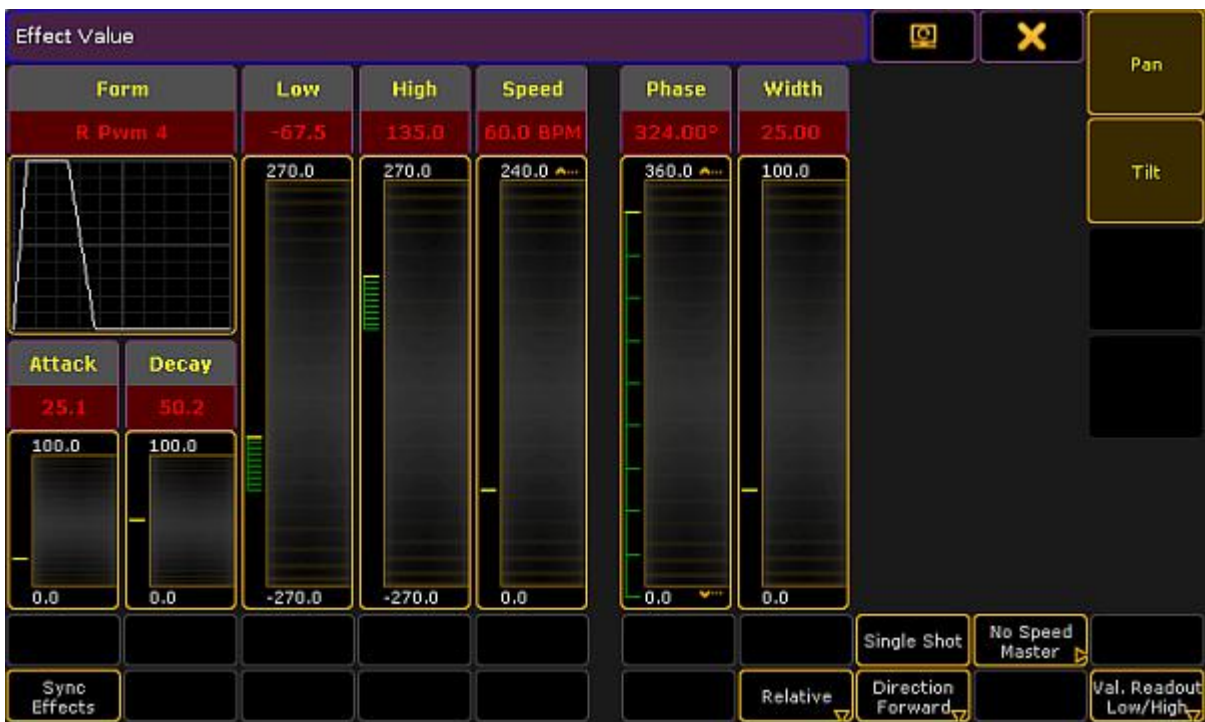 Effect Value
Pan
Tilt
Form
Low
High
Speed
Phase
Width
R Pwm 4
-67.5
135.0
60.0 BPM
324.00°
25.00
270.0
270.0
240.0
360.0
100.0
Attack
Decay
25.1
50.2
100.0
100.0
0.0
0.0
-270.0
-270.0
0.0
0.0
0.0
Single Shot
No Speed
Master
Sync
Effects
Relative
Direction
Forward
Val. Readout
Low/High